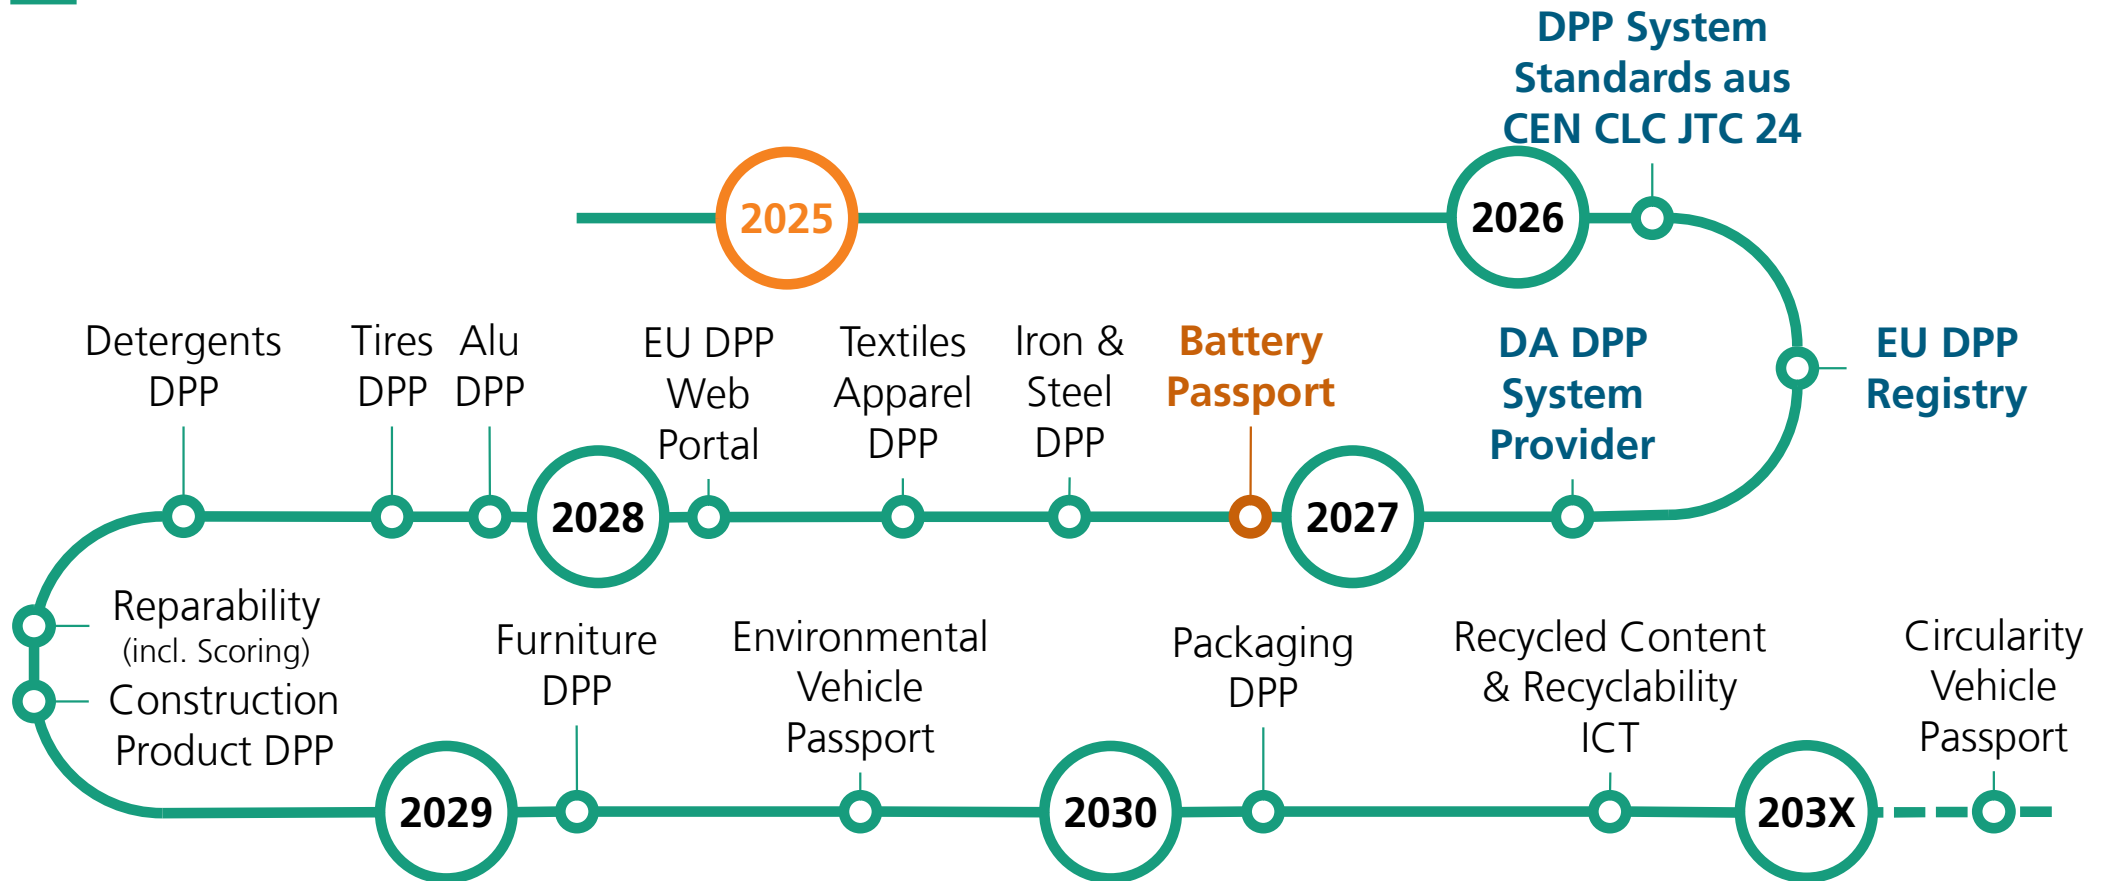 DPP System
Standards aus
CEN CLC JTC 24
2025
2026
EU DPP
Registry
DA DPP
System
Provider
2027
Battery
Passport
Iron &
Steel
DPP
Textiles
Apparel
DPP
EU DPP
Web
Portal
2028
Alu
DPP
Tires
DPP
Detergents
DPP
Reparability
(incl. Scoring)
Construction
Product DPP
2029
Furniture
DPP
Environmental
Vehicle
Passport
2030
Packaging
DPP
Recycled Content
& Recyclability
ICT
203X
Circularity
Vehicle
Passport